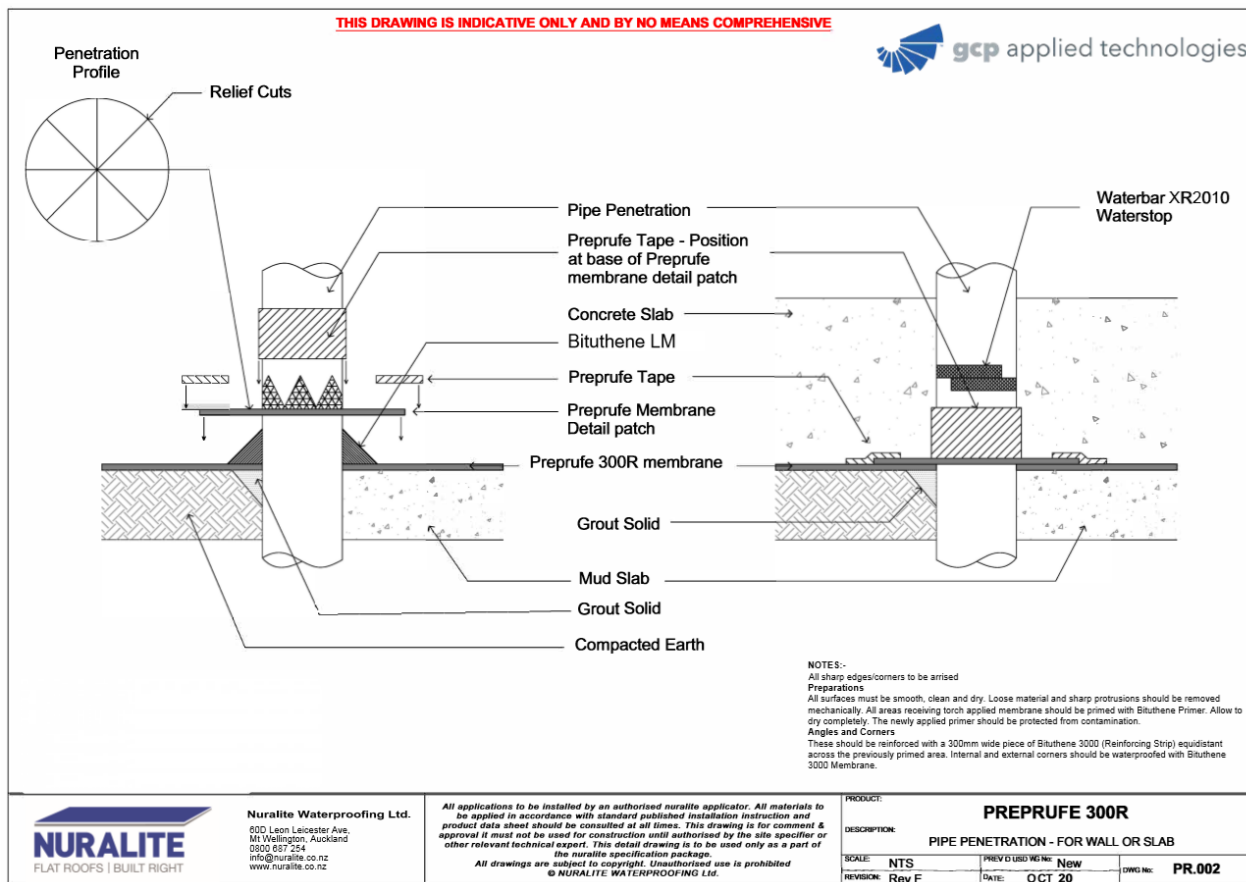 THIS DRAWING IS INDICATIVE ONLY AND BY NO MEANS COMPREHENSIVE
gcp applied technologies
Penetration
Profile
Relief Cuts
Pipe Penetration
Preprufe Tape - Position
at base of Preprufe
membrane detail patch
Concrete Slab
Bituthene LM
Preprufe Tape
Preprufe Membrane
Detail patch
Preprufe 300R membrane
Grout Solid
Mud Slab
Grout Solid
Compacted Earth
Waterbar XR2010
Waterstop
NOTES:-
All sharp edges/corners to be arrised
Preparations
All surfaces must be smooth, clean and dry. Loose material and sharp protrusions should be removed
mechanically. All areas receiving torch applied membrane should be primed with Bituthene Primer. Allow to
dry completely. The newly applied primer should be protected from contamination.
Angles and Corners
These should be reinforced with a 300mm wide piece of Bituthene 3000 (Reinforcing Strip) equidistant
across the previously primed area. Internal and external corners should be waterproofed with Bituthene
3000 Membrane.
NURALITE
FLAT ROOFS | BUILT RIGHT
Nuralite Waterproofing Ltd.
60D Leon Leicester Ave,
Mt Wellington, Auckland
0800 687 254
info@nuralite.co.nz
www.nuralite.co.nz
All applications to be installed by an authorised nuralite applicator. All materials to
be applied in accordance with standard published installation instruction and
product data sheet should be consulted at all times. This drawing is for comment &
approval it must not be used for construction until authorised by the site specifier or
other relevant technical expert. This detail drawing is to be used only as a part of
the nuralite specification package.
All drawings are subject to copyright. Unauthorised use is prohibited
© NURALITE WATERPROOFING Ltd.
PRODUCT:
PREPRUFE 300R
DESCRIPTION:
PIPE PENETRATION - FOR WALL OR SLAB
SCALE: NTS
PREV'D USD WG No: New
REVISION: Rev E
DATE: OCT 20
DWG No: PR.002